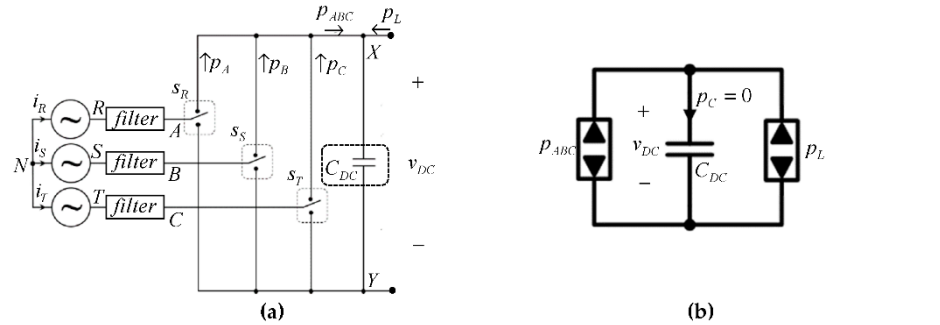 p_ABC p_L
X
p_A p_B p_C
+
s_R
i_R R filter A
s_S
i_S S filter B
N
C_DC v_DC
s_T
i_T T filter C
−
Y
(a)
p_C = 0
+
p_ABC v_DC p_L
C_DC
−
(b)